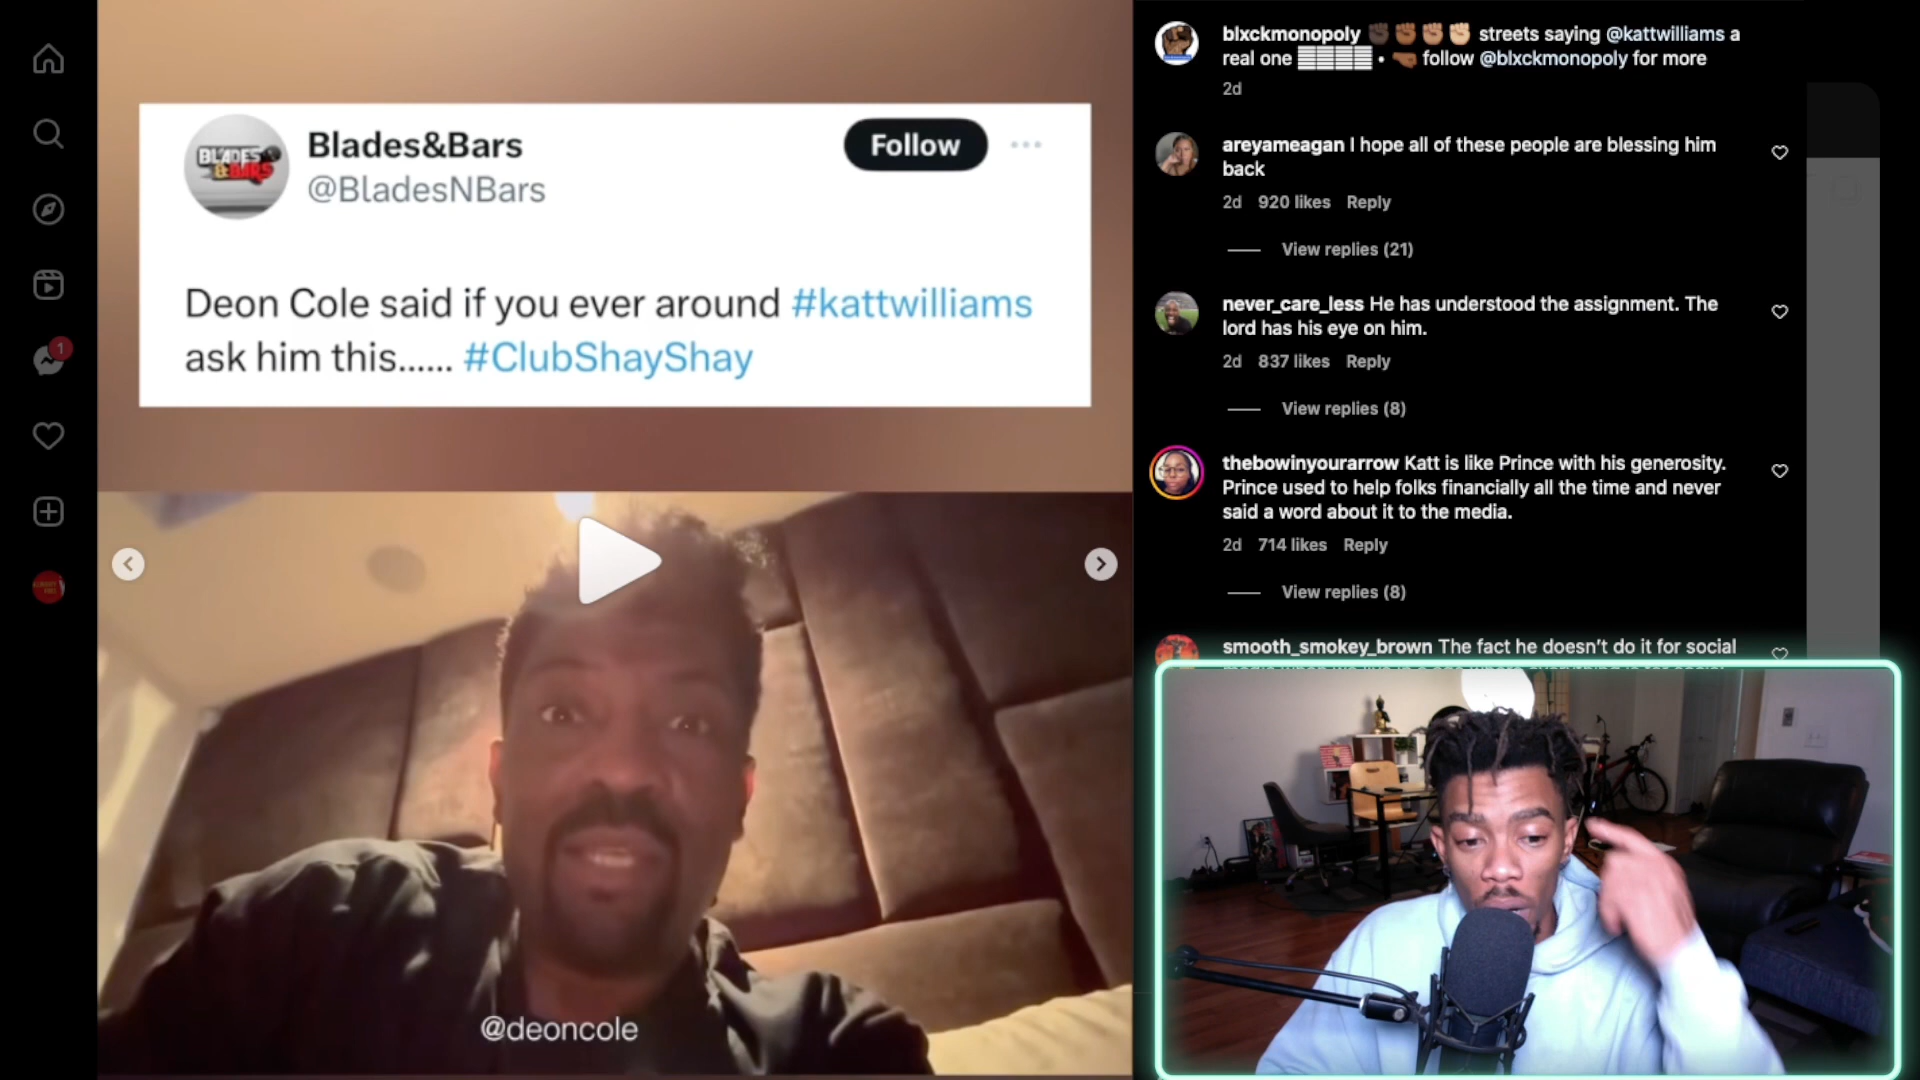 Blades&Bars
@BladesNBars
Follow
BLADES
&BARS
Deon Cole said if you ever around #kattwilliams
ask him this...... #ClubShayShay
@deoncole
1
blxckmonopoly ✊🏿✊🏾✊🏽✊🏼 streets saying @kattwilliams a
real one • 🤜🏾 follow @blxckmonopoly for more
2d
areyameagan I hope all of these people are blessing him
back
2d 920 likes Reply
View replies (21)
never_care_less He has understood the assignment. The
lord has his eye on him.
2d 837 likes Reply
View replies (8)
thebowinyourarrow Katt is like Prince with his generosity.
Prince used to help folks financially all the time and never
said a word about it to the media.
2d 714 likes Reply
View replies (8)
smooth_smokey_brown The fact he doesn’t do it for social